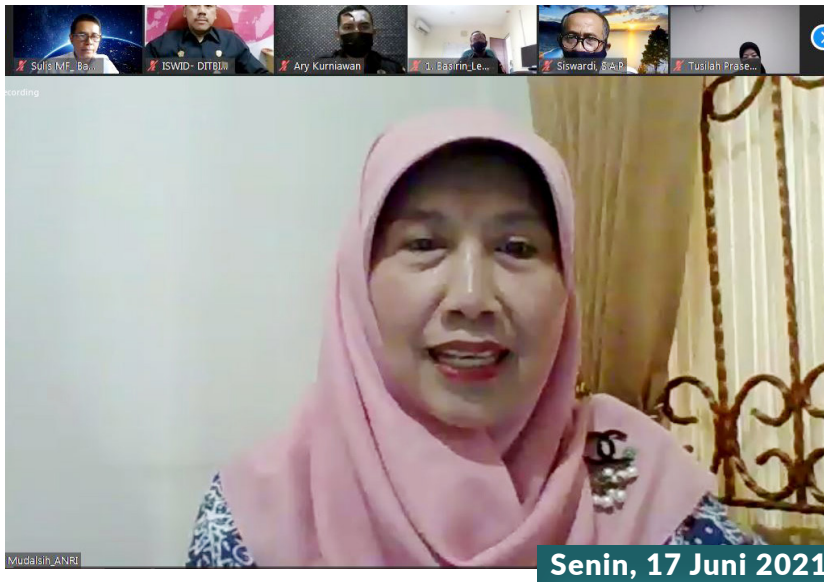 Sulis MF_ Ba...
ISWID- DITBI...
Ary Kurniawan
1. Basirin_Le...
Siswardi, S.A.P
Tusilah Prase...
ecording
Mudalsih_ANRI
Senin, 17 Juni 2021